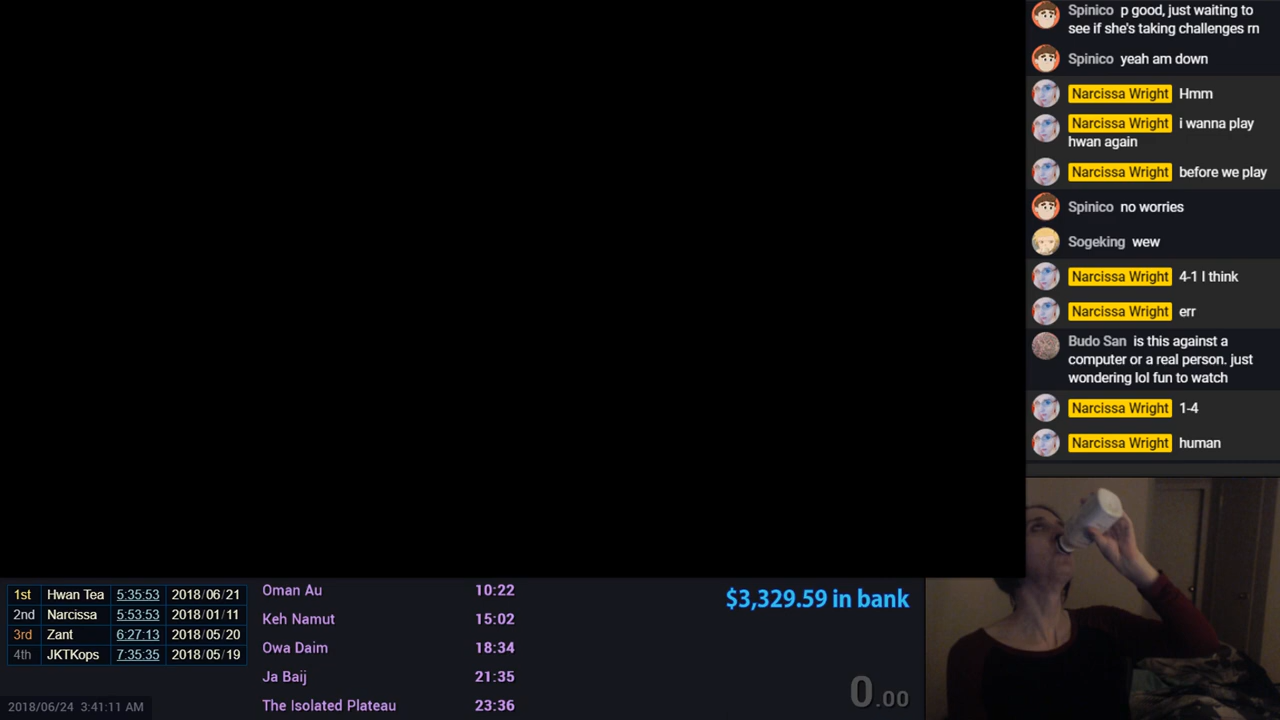 Spinico p good, just waiting to
see if she's taking challenges rn
Spinico yeah am down
Narcissa Wright Hmm
Narcissa Wright i wanna play
hwan again
Narcissa Wright before we play
Spinico no worries
Sogeking wew
Narcissa Wright 4-1 I think
Narcissa Wright err
Budo San is this against a
computer or a real person. just
wondering lol fun to watch
Narcissa Wright 1-4
Narcissa Wright human
1st Hwan Tea 5:35:53 2018/06/21
2nd Narcissa 5:53:53 2018/01/11
3rd Zant 6:27:13 2018/05/20
4th JKTKops 7:35:35 2018/05/19
2018/06/24 3:41:11 AM
Oman Au 10:22
Keh Namut 15:02
Owa Daim 18:34
Ja Baij 21:35
The Isolated Plateau 23:36
$3,329.59 in bank
0.00